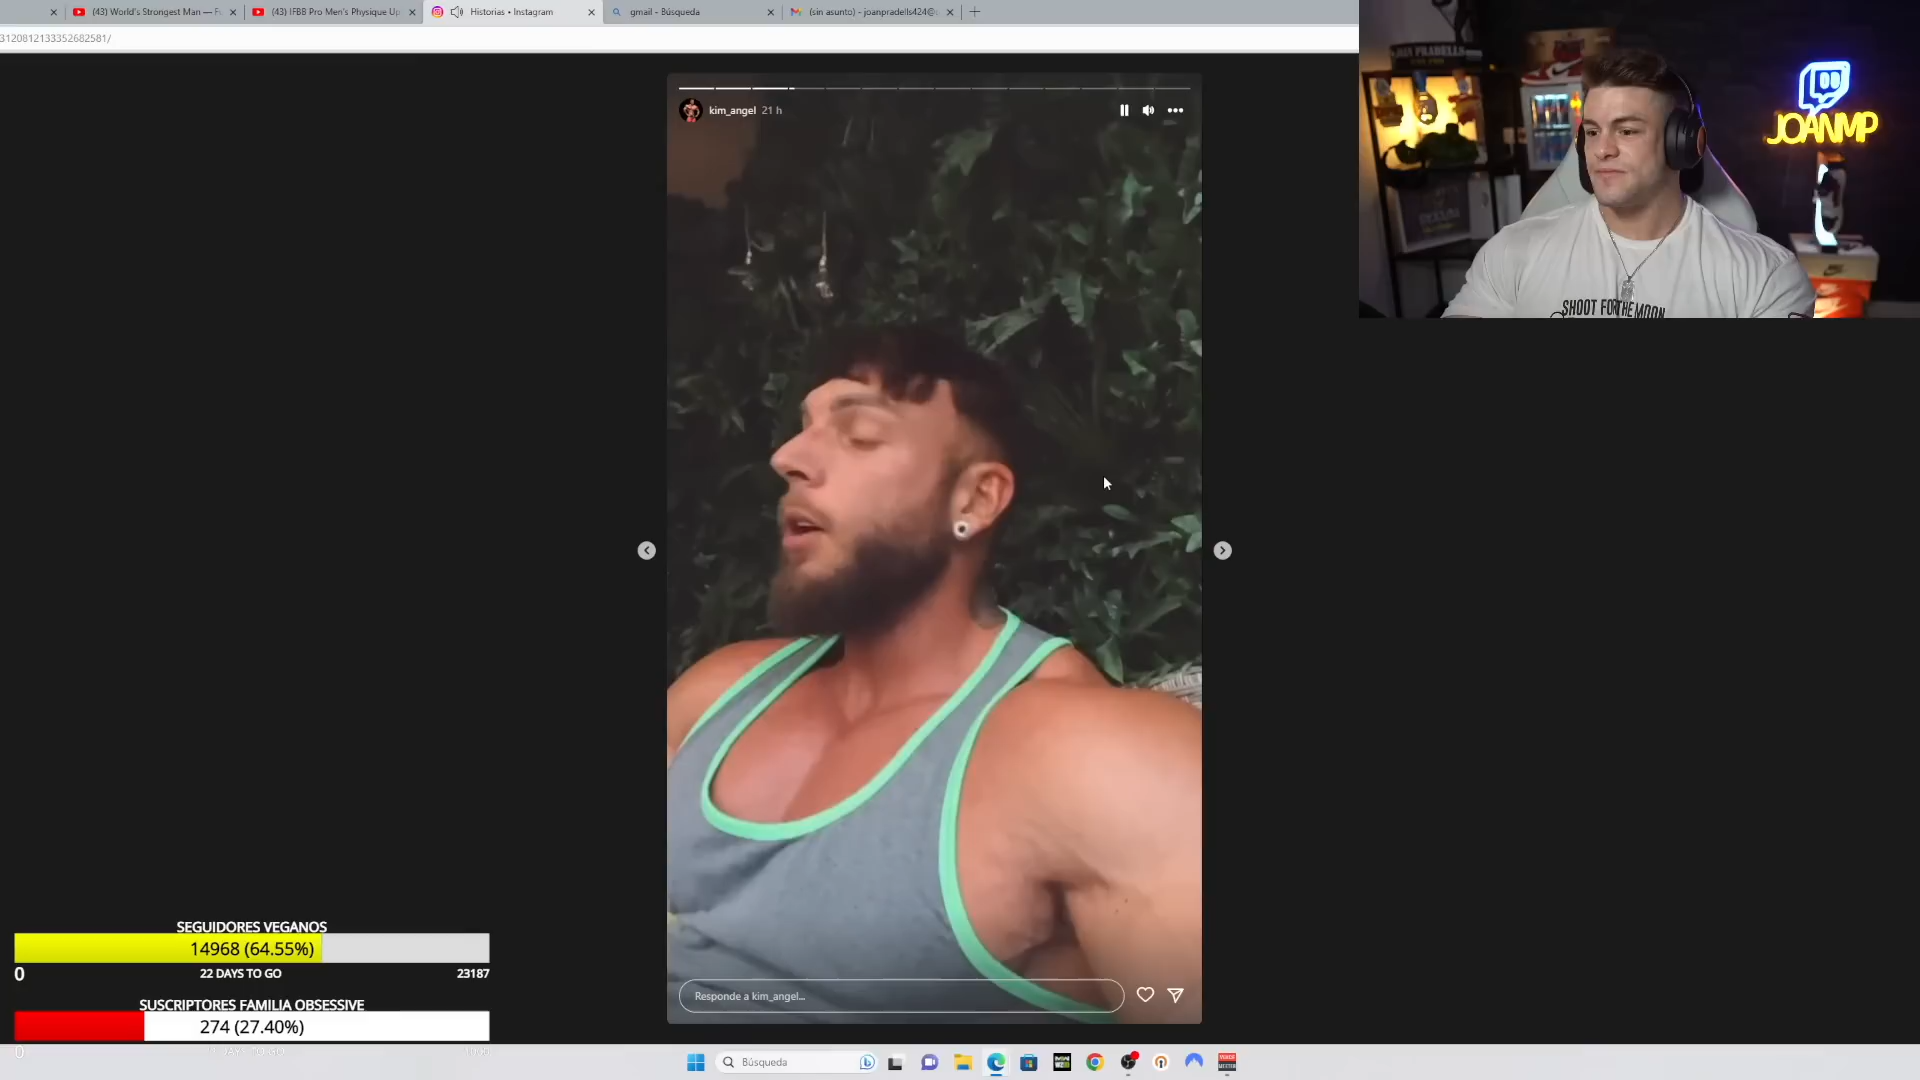 (43) World's Strongest Man — F
(43) IFBB Pro Men's Physique Up
Historias • Instagram
gmail - Búsqueda
(sin asunto) - joanpradells424@
3120812133352682581/
kim_angel 21 h
JOANMP
SHOOT FOR THE MOON
SEGUIDORES VEGANOS
14968 (64.55%)
0 22 DAYS TO GO 23187
SUSCRIPTORES FAMILIA OBSESSIVE
274 (27.40%)
0
Responde a kim_angel...
Búsqueda